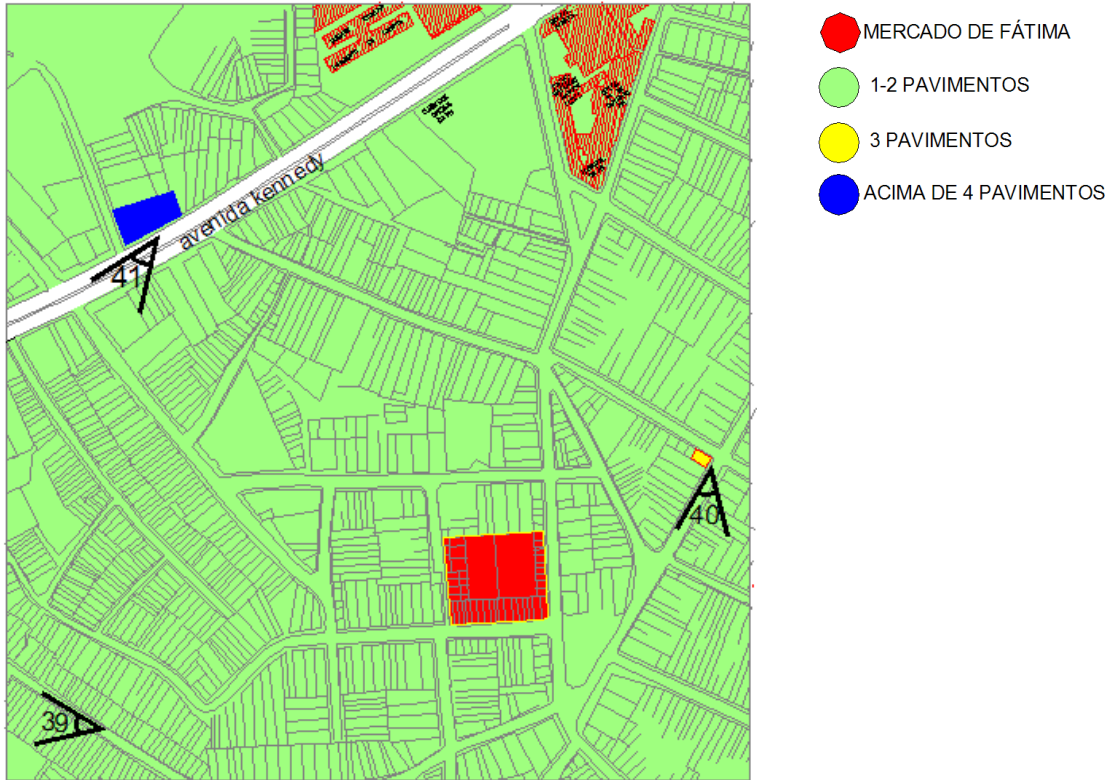 MERCADO DE FÁTIMA
1-2 PAVIMENTOS
3 PAVIMENTOS
ACIMA DE 4 PAVIMENTOS
avenida kennedy
41
40
39